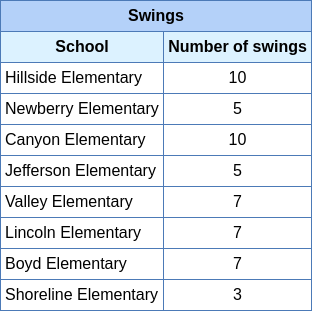 Swings
School Number of swings
Hillside Elementary 10
Newberry Elementary 5
Canyon Elementary 10
Jefferson Elementary 5
Valley Elementary 7
Lincoln Elementary 7
Boyd Elementary 7
Shoreline Elementary 3